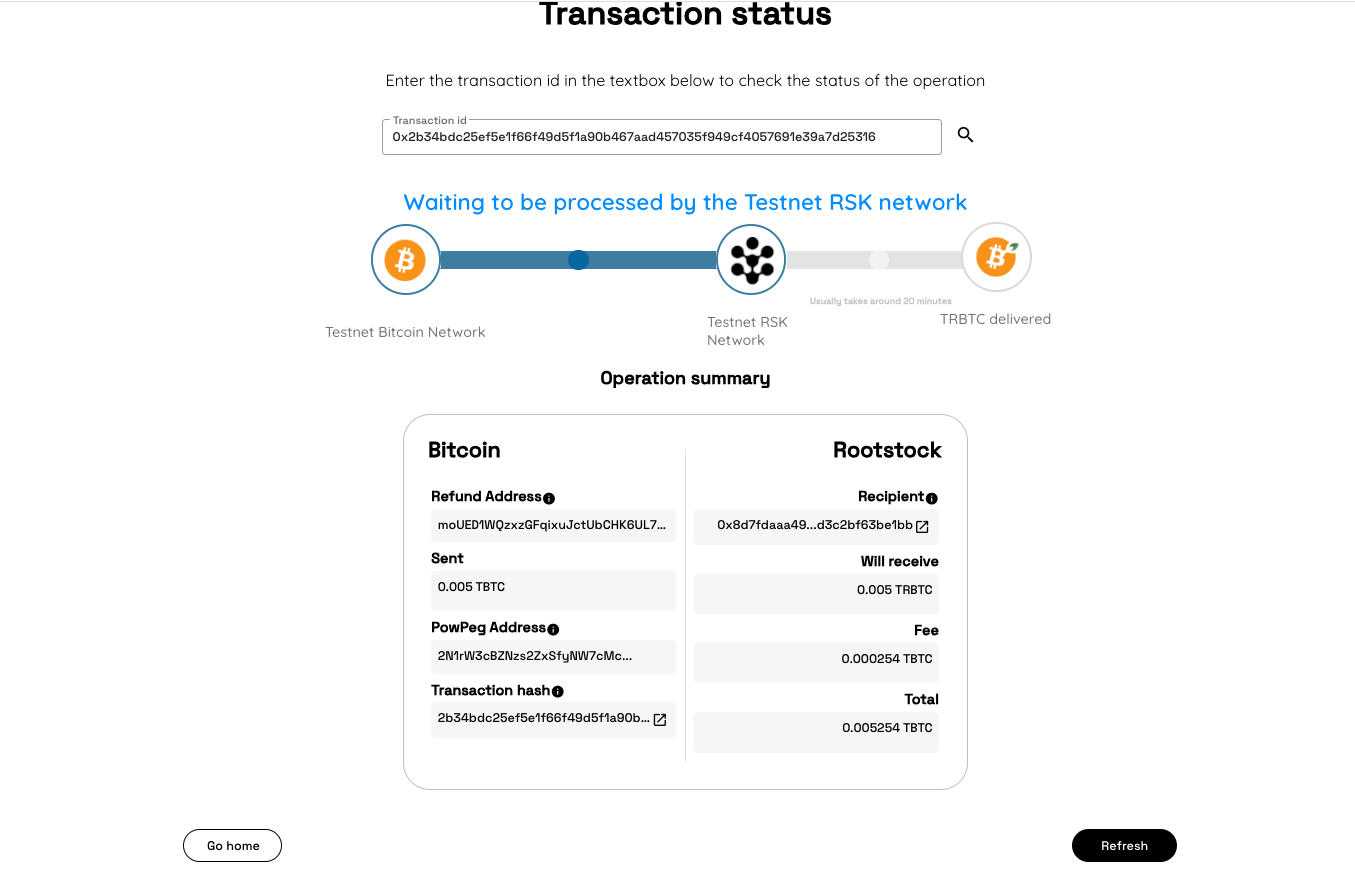 Transaction status
Enter the transaction id in the textbox below to check the status of the operation
Transaction id
0x2b34bdc25ef5e1f66f49d5f1a90b467aad457035f949cf4057691e39a7d25316
Waiting to be processed by the Testnet RSK network
Usually takes around 20 minutes
Testnet Bitcoin Network
Testnet RSK
Network
TRBTC delivered
Operation summary
Bitcoin
Refund Address
moUED1WQzxzGFqixuJctUbCHK6UL7...
Sent
0.005 TBTC
PowPeg Address
2N1rW3cBZNzs2ZxSfyNW7cMc...
Transaction hash
2b34bdc25ef5e1f66f49d5f1a90b...
Rootstock
Recipient
0x8d7fdaaa49...d3c2bf63be1bb
Will receive
0.005 TRBTC
Fee
0.000254 TBTC
Total
0.005254 TBTC
Go home
Refresh